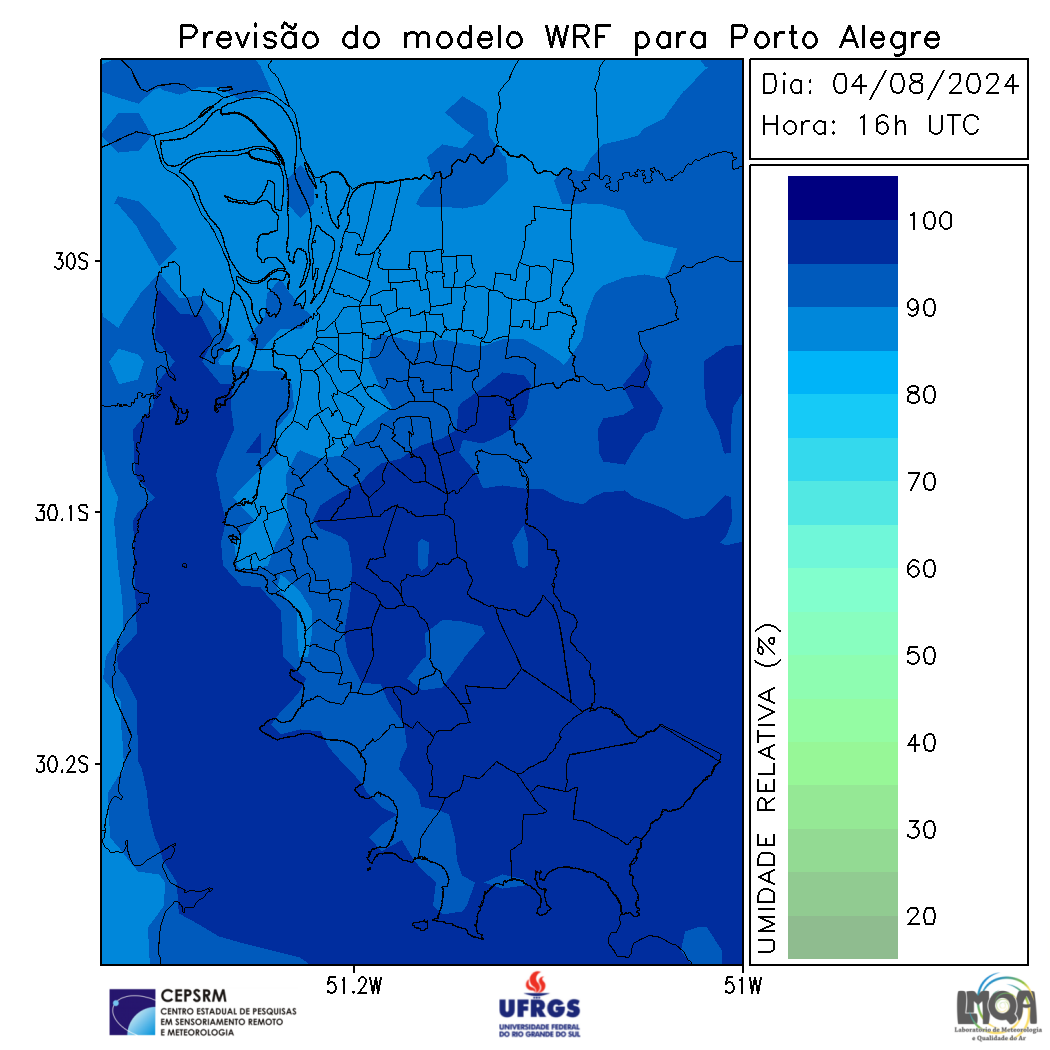 Previsão do modelo WRF para Porto Alegre
Dia: 04/08/2024
Hora: 16h UTC
30S
30.1S
30.2S
51.2W
51W
100
90
80
70
60
50
40
30
20
UMIDADE RELATIVA (%)
CEPSRM
CENTRO ESTADUAL DE PESQUISAS
EM SENSORIAMENTO REMOTO
E METEOROLOGIA
UFRGS
UNIVERSIDADE FEDERAL
DO RIO GRANDE DO SUL
LMQA
Laboratório de Meteorologia
e Qualidade do Ar